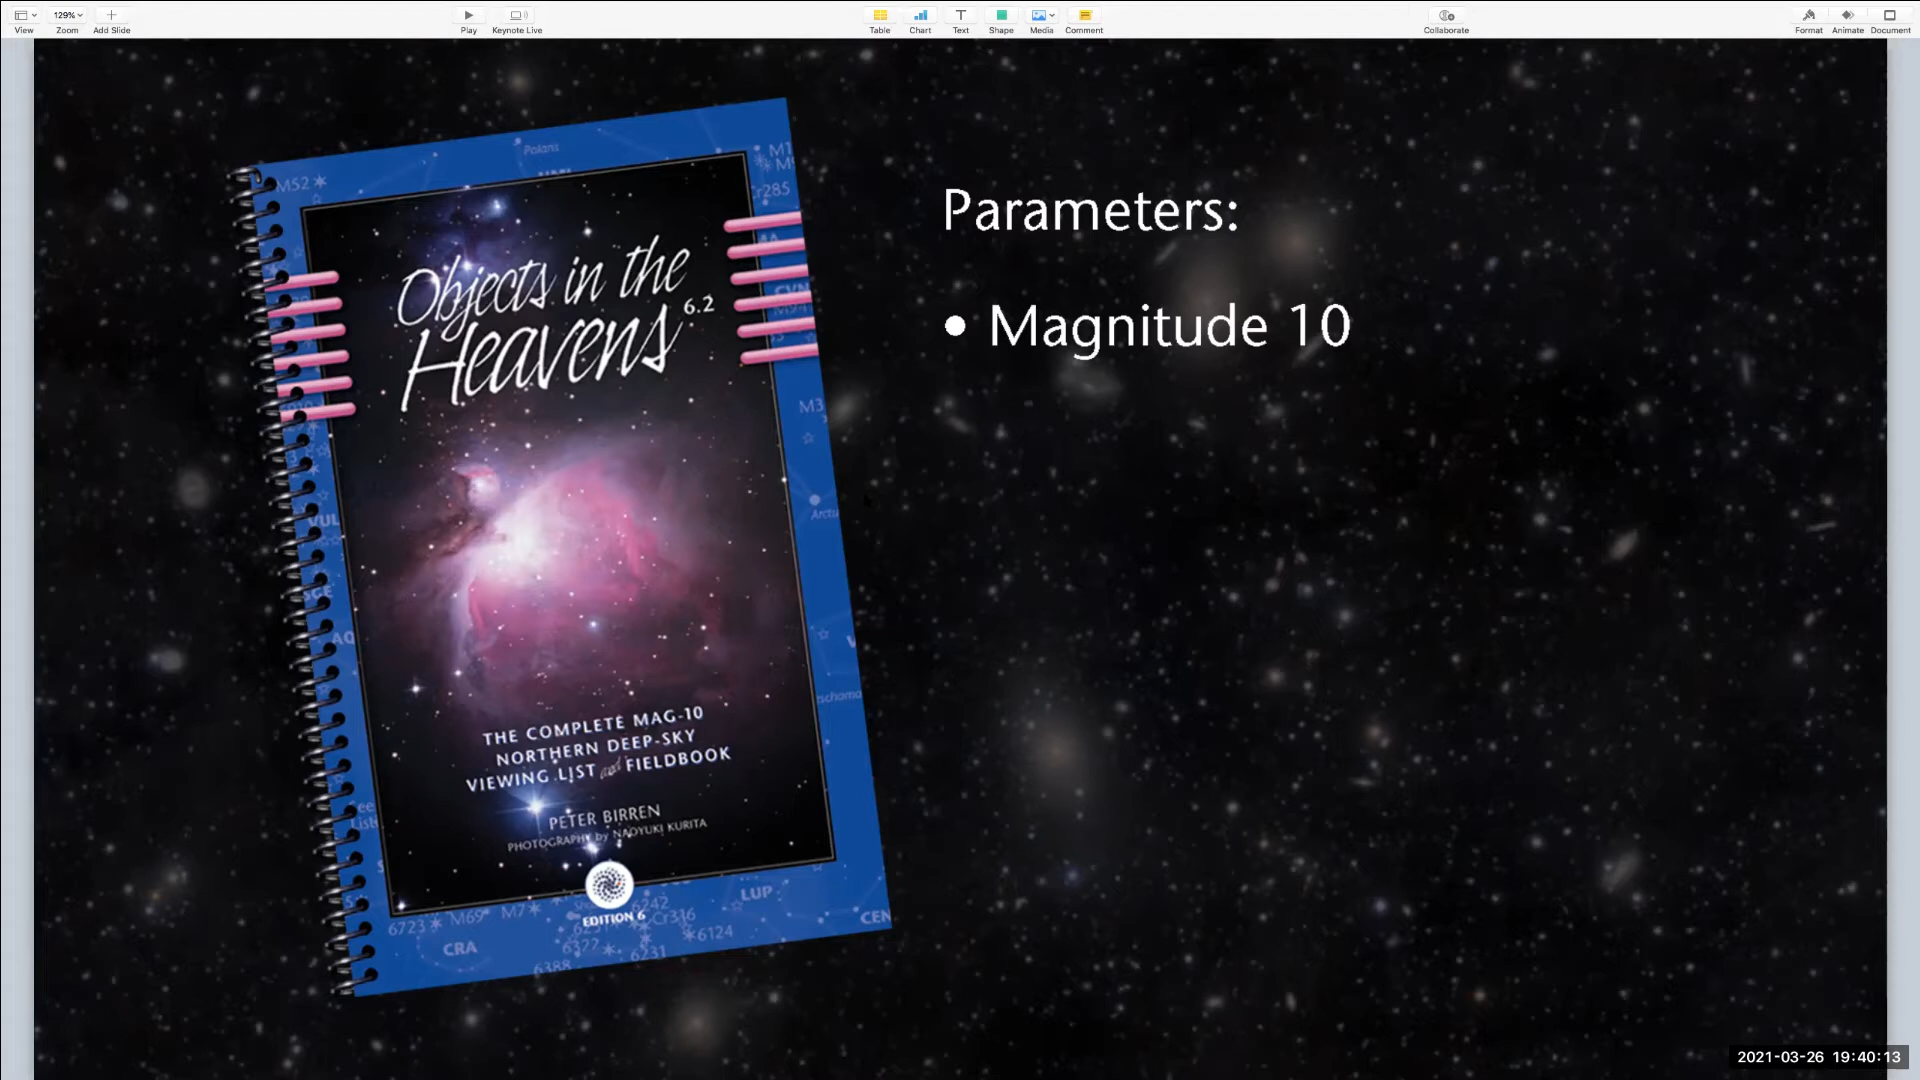 129%
View
Zoom
Add Slide
Play
Keynote Live
Table
Chart
Text
Shape
Media
Comment
Collaborate
Format
Animate
Document
Polaris
M52
Objects in the
Heavens 6.2
Parameters:
• Magnitude 10
VUL
THE COMPLETE MAG-10
NORTHERN DEEP-SKY
VIEWING LIST and FIELDBOOK
PETER BIRREN
PHOTOGRAPHY by NAOYUKI KURITA
EDITION 6
6723 M69 M7
6242
Cr316
6124
LUP
CEN
CRA
6322
6231
6388
2021-03-26 19:40:13